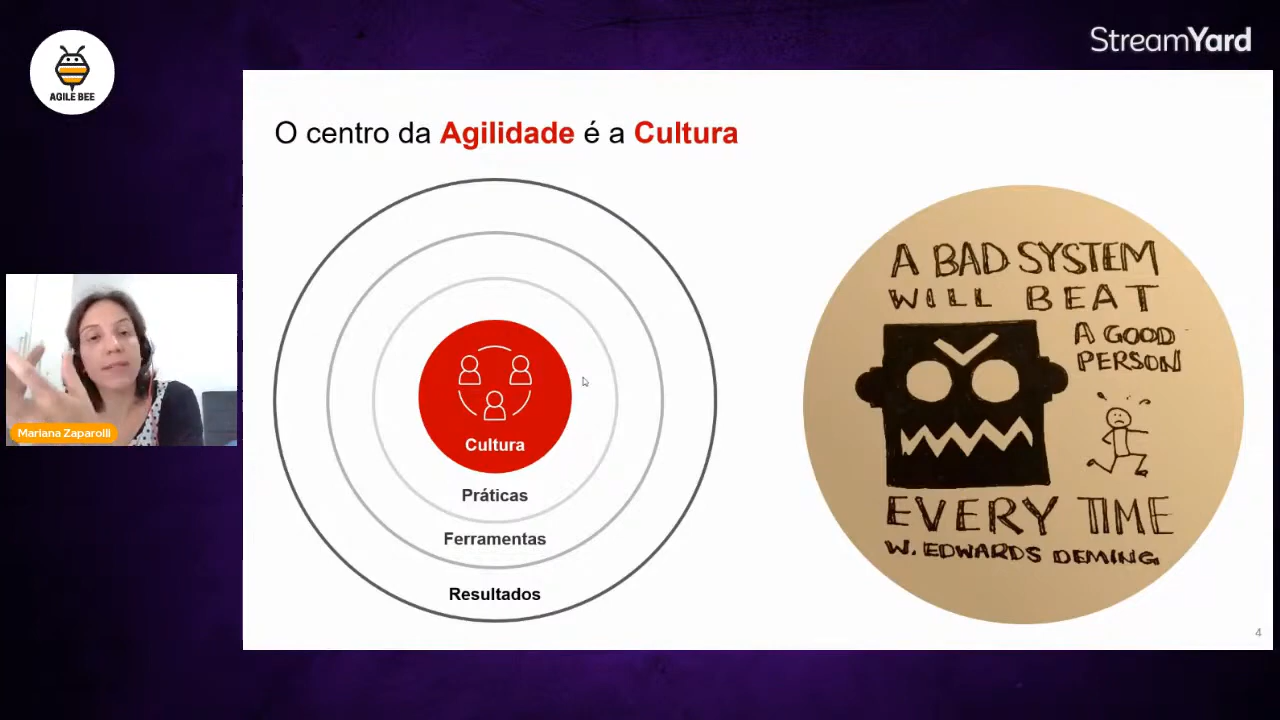 AGILE BEE
StreamYard
O centro da Agilidade é a Cultura
Cultura
Práticas
Ferramentas
Resultados
A BAD SYSTEM
WILL BEAT
A GOOD
PERSON
EVERY TIME
W. EDWARDS DEMING
Mariana Zaparolli
4